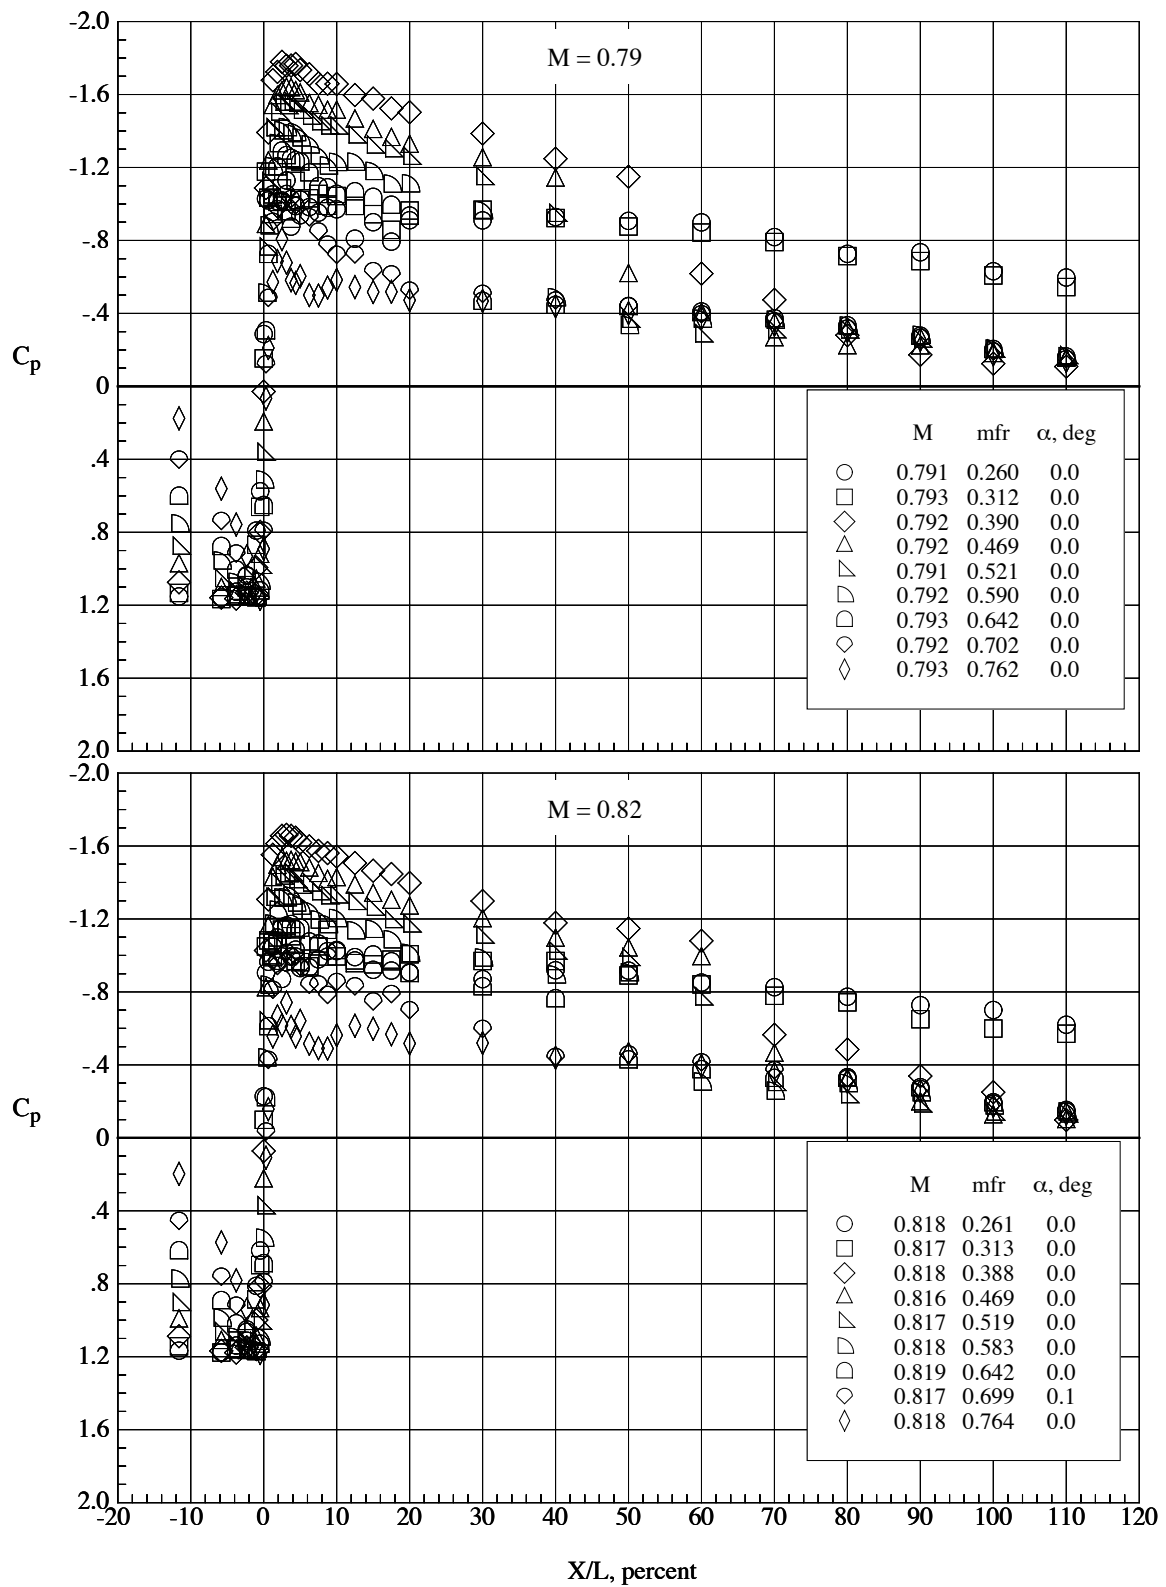 -2.0
M = 0.79
-1.6
-1.2
-.8
-.4
Cp
0
.4
.8
1.2
1.6
2.0
M mfr α, deg
0.791 0.260 0.0
0.793 0.312 0.0
0.792 0.390 0.0
0.792 0.469 0.0
0.791 0.521 0.0
0.792 0.590 0.0
0.793 0.642 0.0
0.792 0.702 0.0
0.793 0.762 0.0
-2.0
M = 0.82
-1.6
-1.2
-.8
-.4
Cp
0
.4
.8
1.2
1.6
2.0
M mfr α, deg
0.818 0.261 0.0
0.817 0.313 0.0
0.818 0.388 0.0
0.816 0.469 0.0
0.817 0.519 0.0
0.818 0.583 0.0
0.819 0.642 0.0
0.817 0.699 0.1
0.818 0.764 0.0
-20 -10 0 10 20 30 40 50 60 70 80 90 100 110 120
X/L, percent